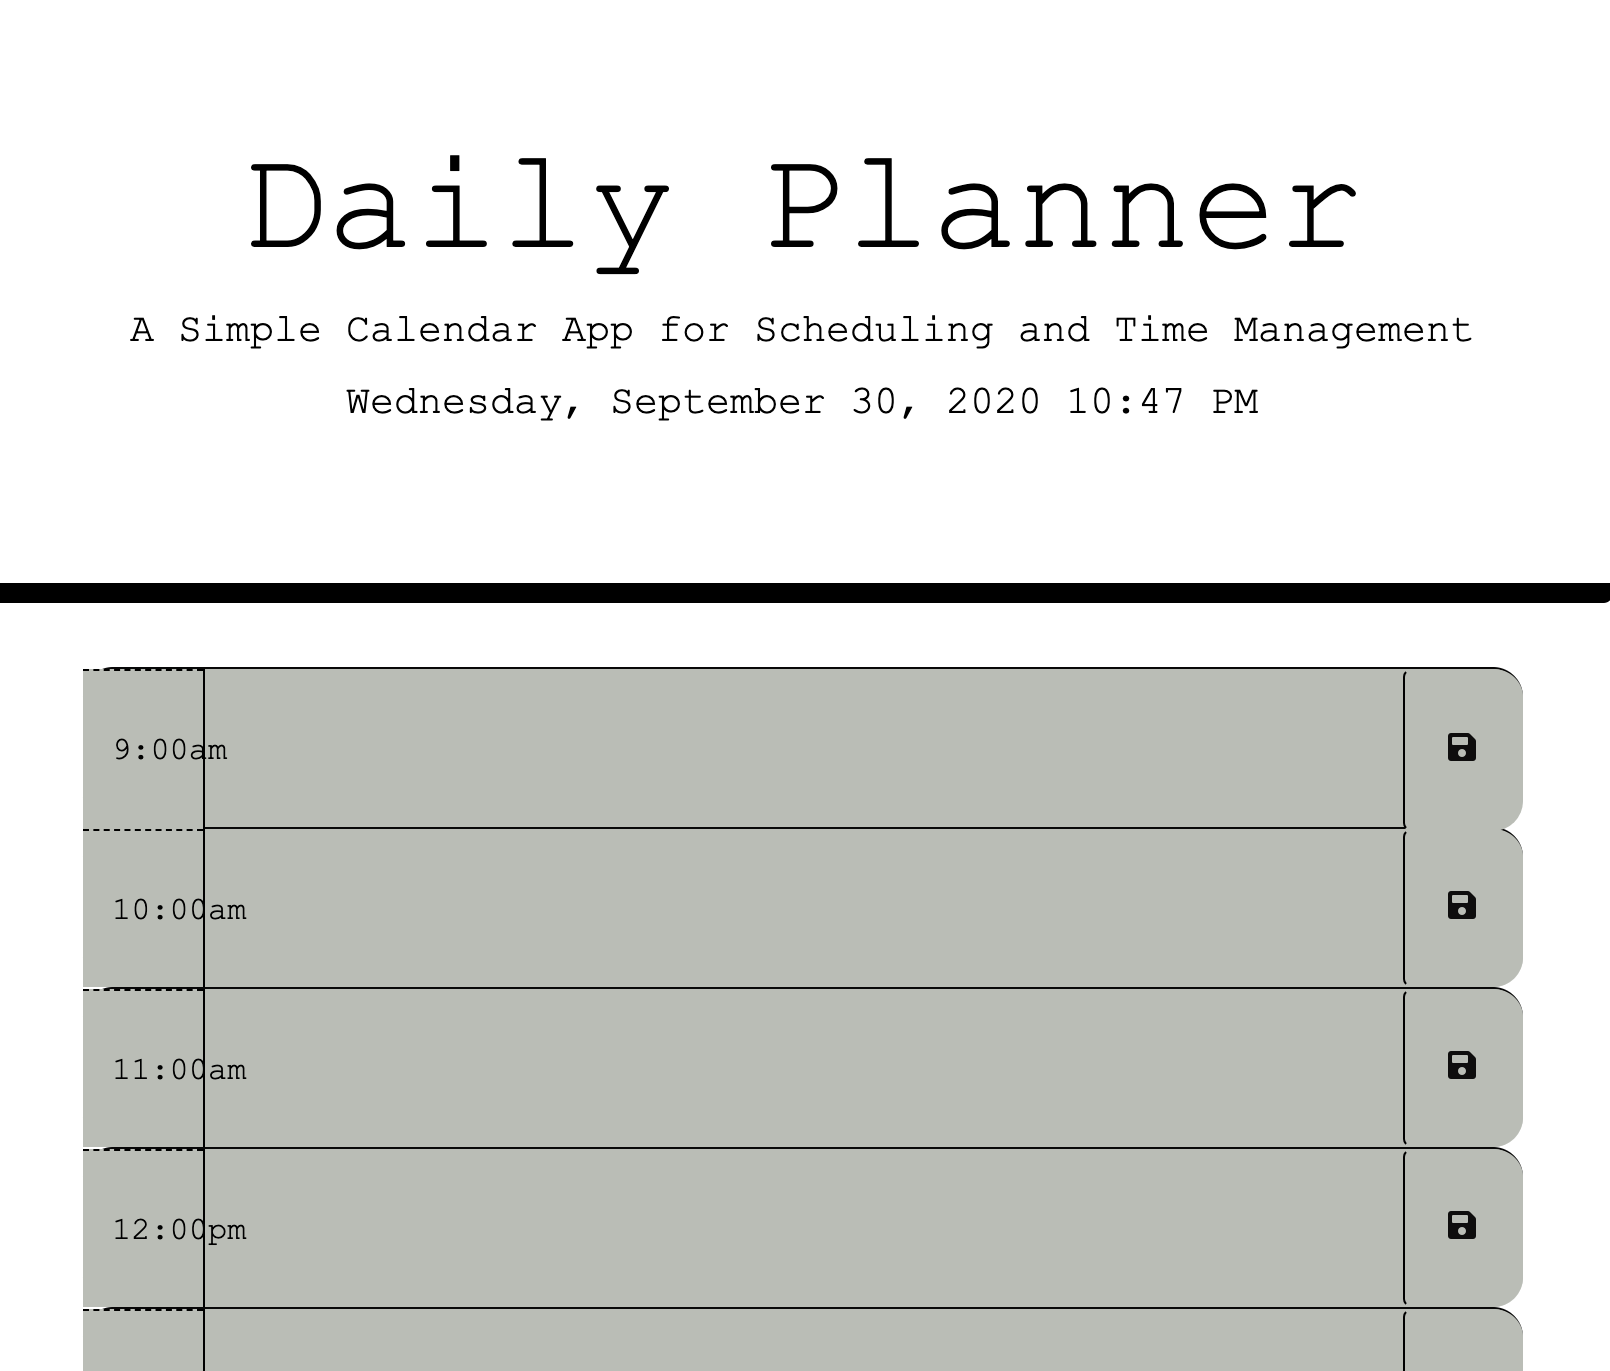 Daily Planner
A Simple Calendar App for Scheduling and Time Management
Wednesday, September 30, 2020 10:47 PM
9:00am
10:00am
11:00am
12:00pm